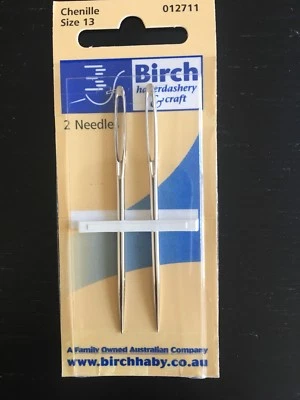 Chenille
Size 13
012711
Birch
haberdashery
& craft
2 Needles
A Family Owned Australian Company
www.birchhaby.co.au